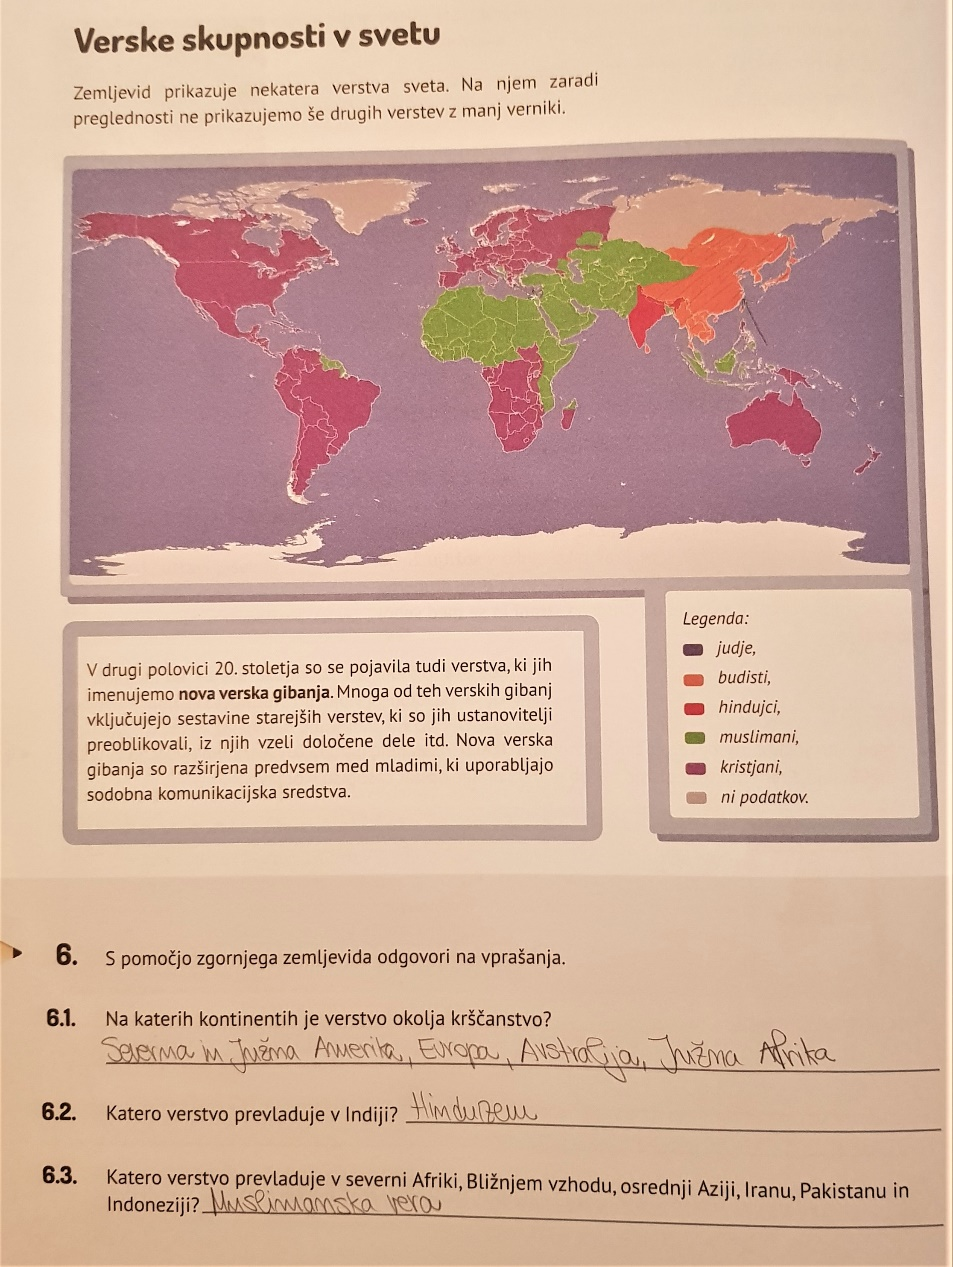 Verske skupnosti v svetu
Zemljevid prikazuje nekatera verstva sveta. Na njem zaradi
preglednosti ne prikazujemo še drugih verstev z manj verniki.
V drugi polovici 20. stoletja so se pojavila tudi verstva, ki jih
imenujemo nova verska gibanja. Mnoga od teh verskih gibanj
vključujejo sestavine starejših verstev, ki so jih ustanovitelji
preoblikovali, iz njih vzeli določene dele itd. Nova verska
gibanja so razširjena predvsem med mladimi, ki uporabljajo
sodobna komunikacijska sredstva.
Legenda:
judje,
budisti,
hindujci,
muslimani,
kristjani,
ni podatkov.
6. S pomočjo zgornjega zemljevida odgovori na vprašanja.
6.1. Na katerih kontinentih je verstvo okolja krščanstvo?
Severna in Južna Amerika, Evropa, Avstralija, Južna Afrika
6.2. Katero verstvo prevladuje v Indiji? Hinduzem
6.3. Katero verstvo prevladuje v severni Afriki, Bližnjem vzhodu, osrednji Aziji, Iranu, Pakistanu in
Indoneziji? Muslimanska vera